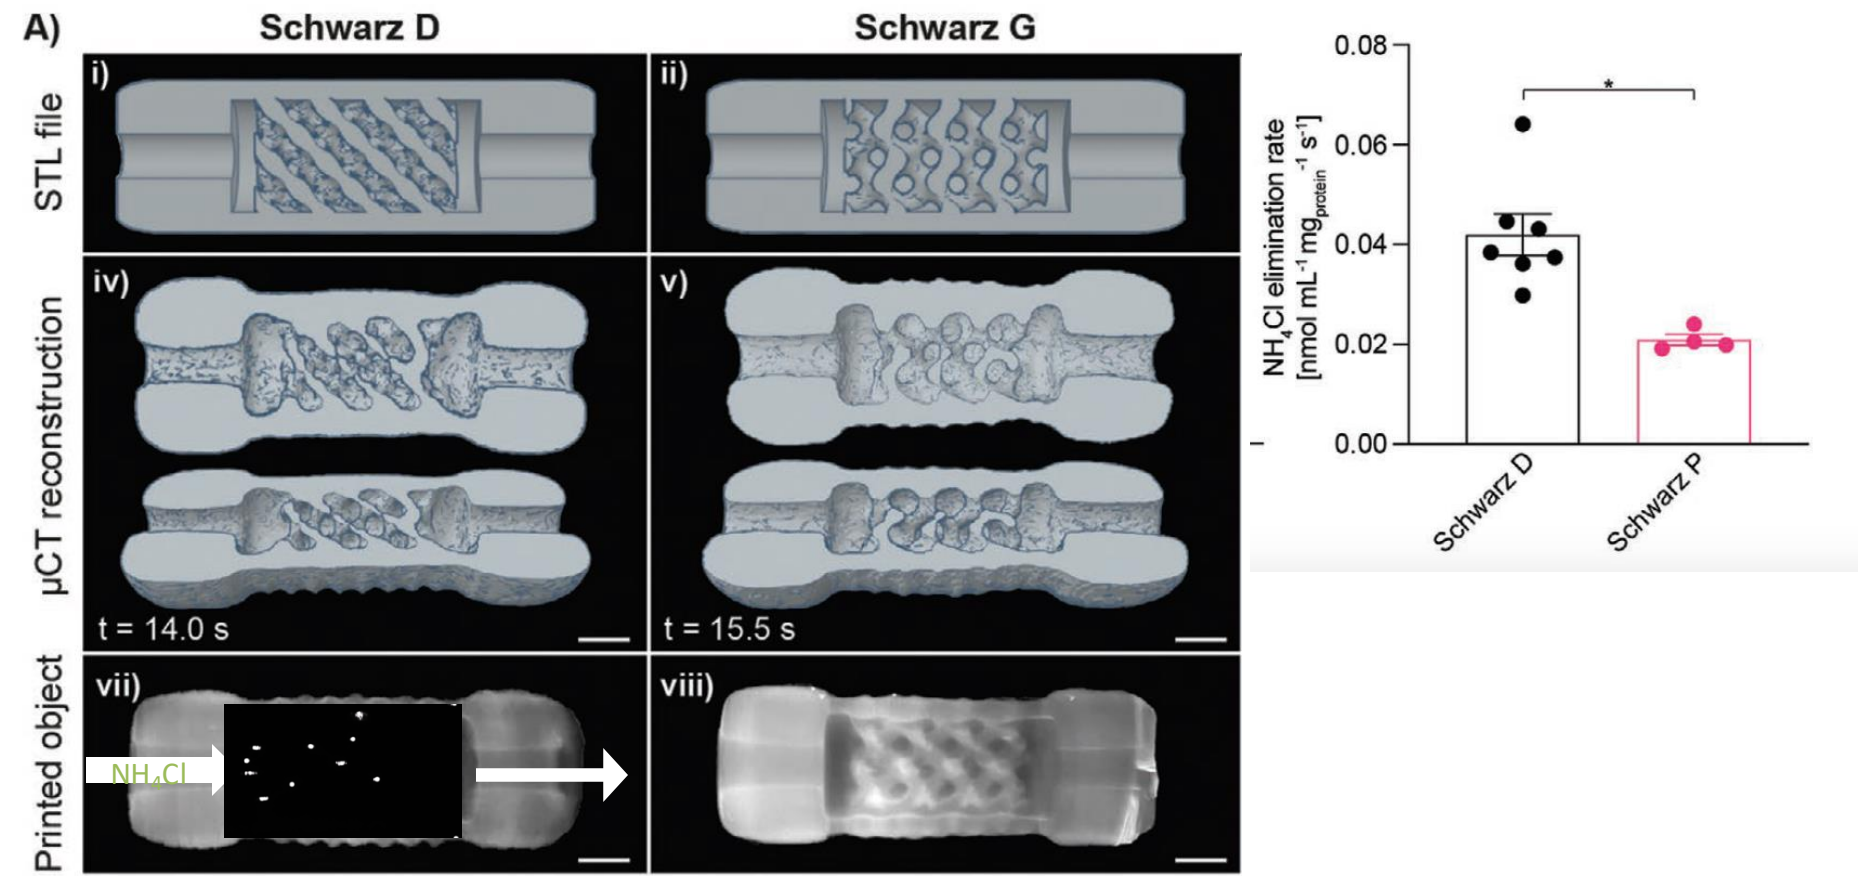 A)
Schwarz D
Schwarz G
STL file
i)
ii)
µCT reconstruction
iv)
v)
t = 14.0 s
t = 15.5 s
Printed object
vii)
viii)
NH₄Cl
NH₄Cl elimination rate
[nmol mL⁻¹ mg_protein⁻¹ s⁻¹]
0.08
0.06
0.04
0.02
0.00
*
Schwarz D
Schwarz P